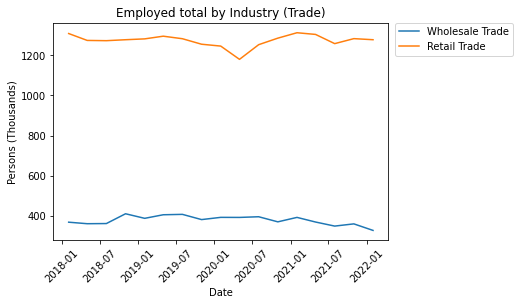 Employed total by Industry (Trade)
Wholesale Trade
Retail Trade
Persons (Thousands)
1200
1000
800
600
400
2018-01
2018-07
2019-01
2019-07
2020-01
2020-07
2021-01
2021-07
2022-01
Date